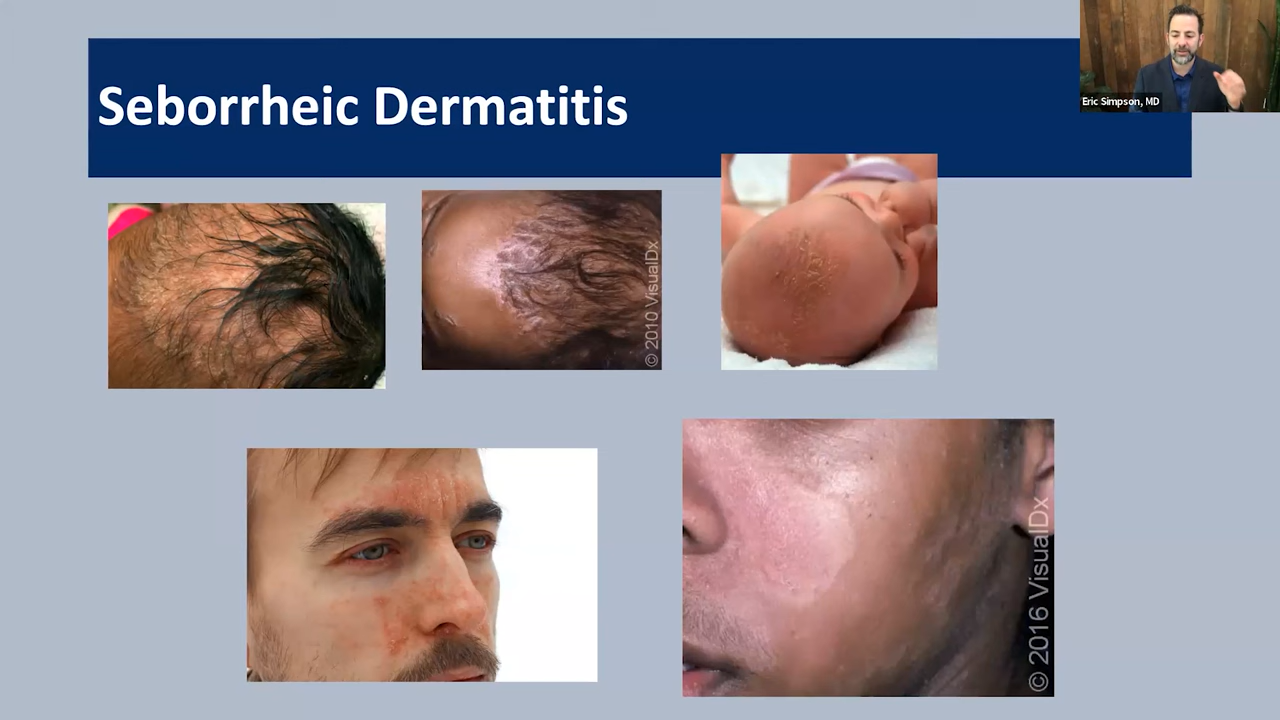 Seborrheic Dermatitis
Eric Simpson, MD
© 2010 VisualDx
© 2016 VisualDx